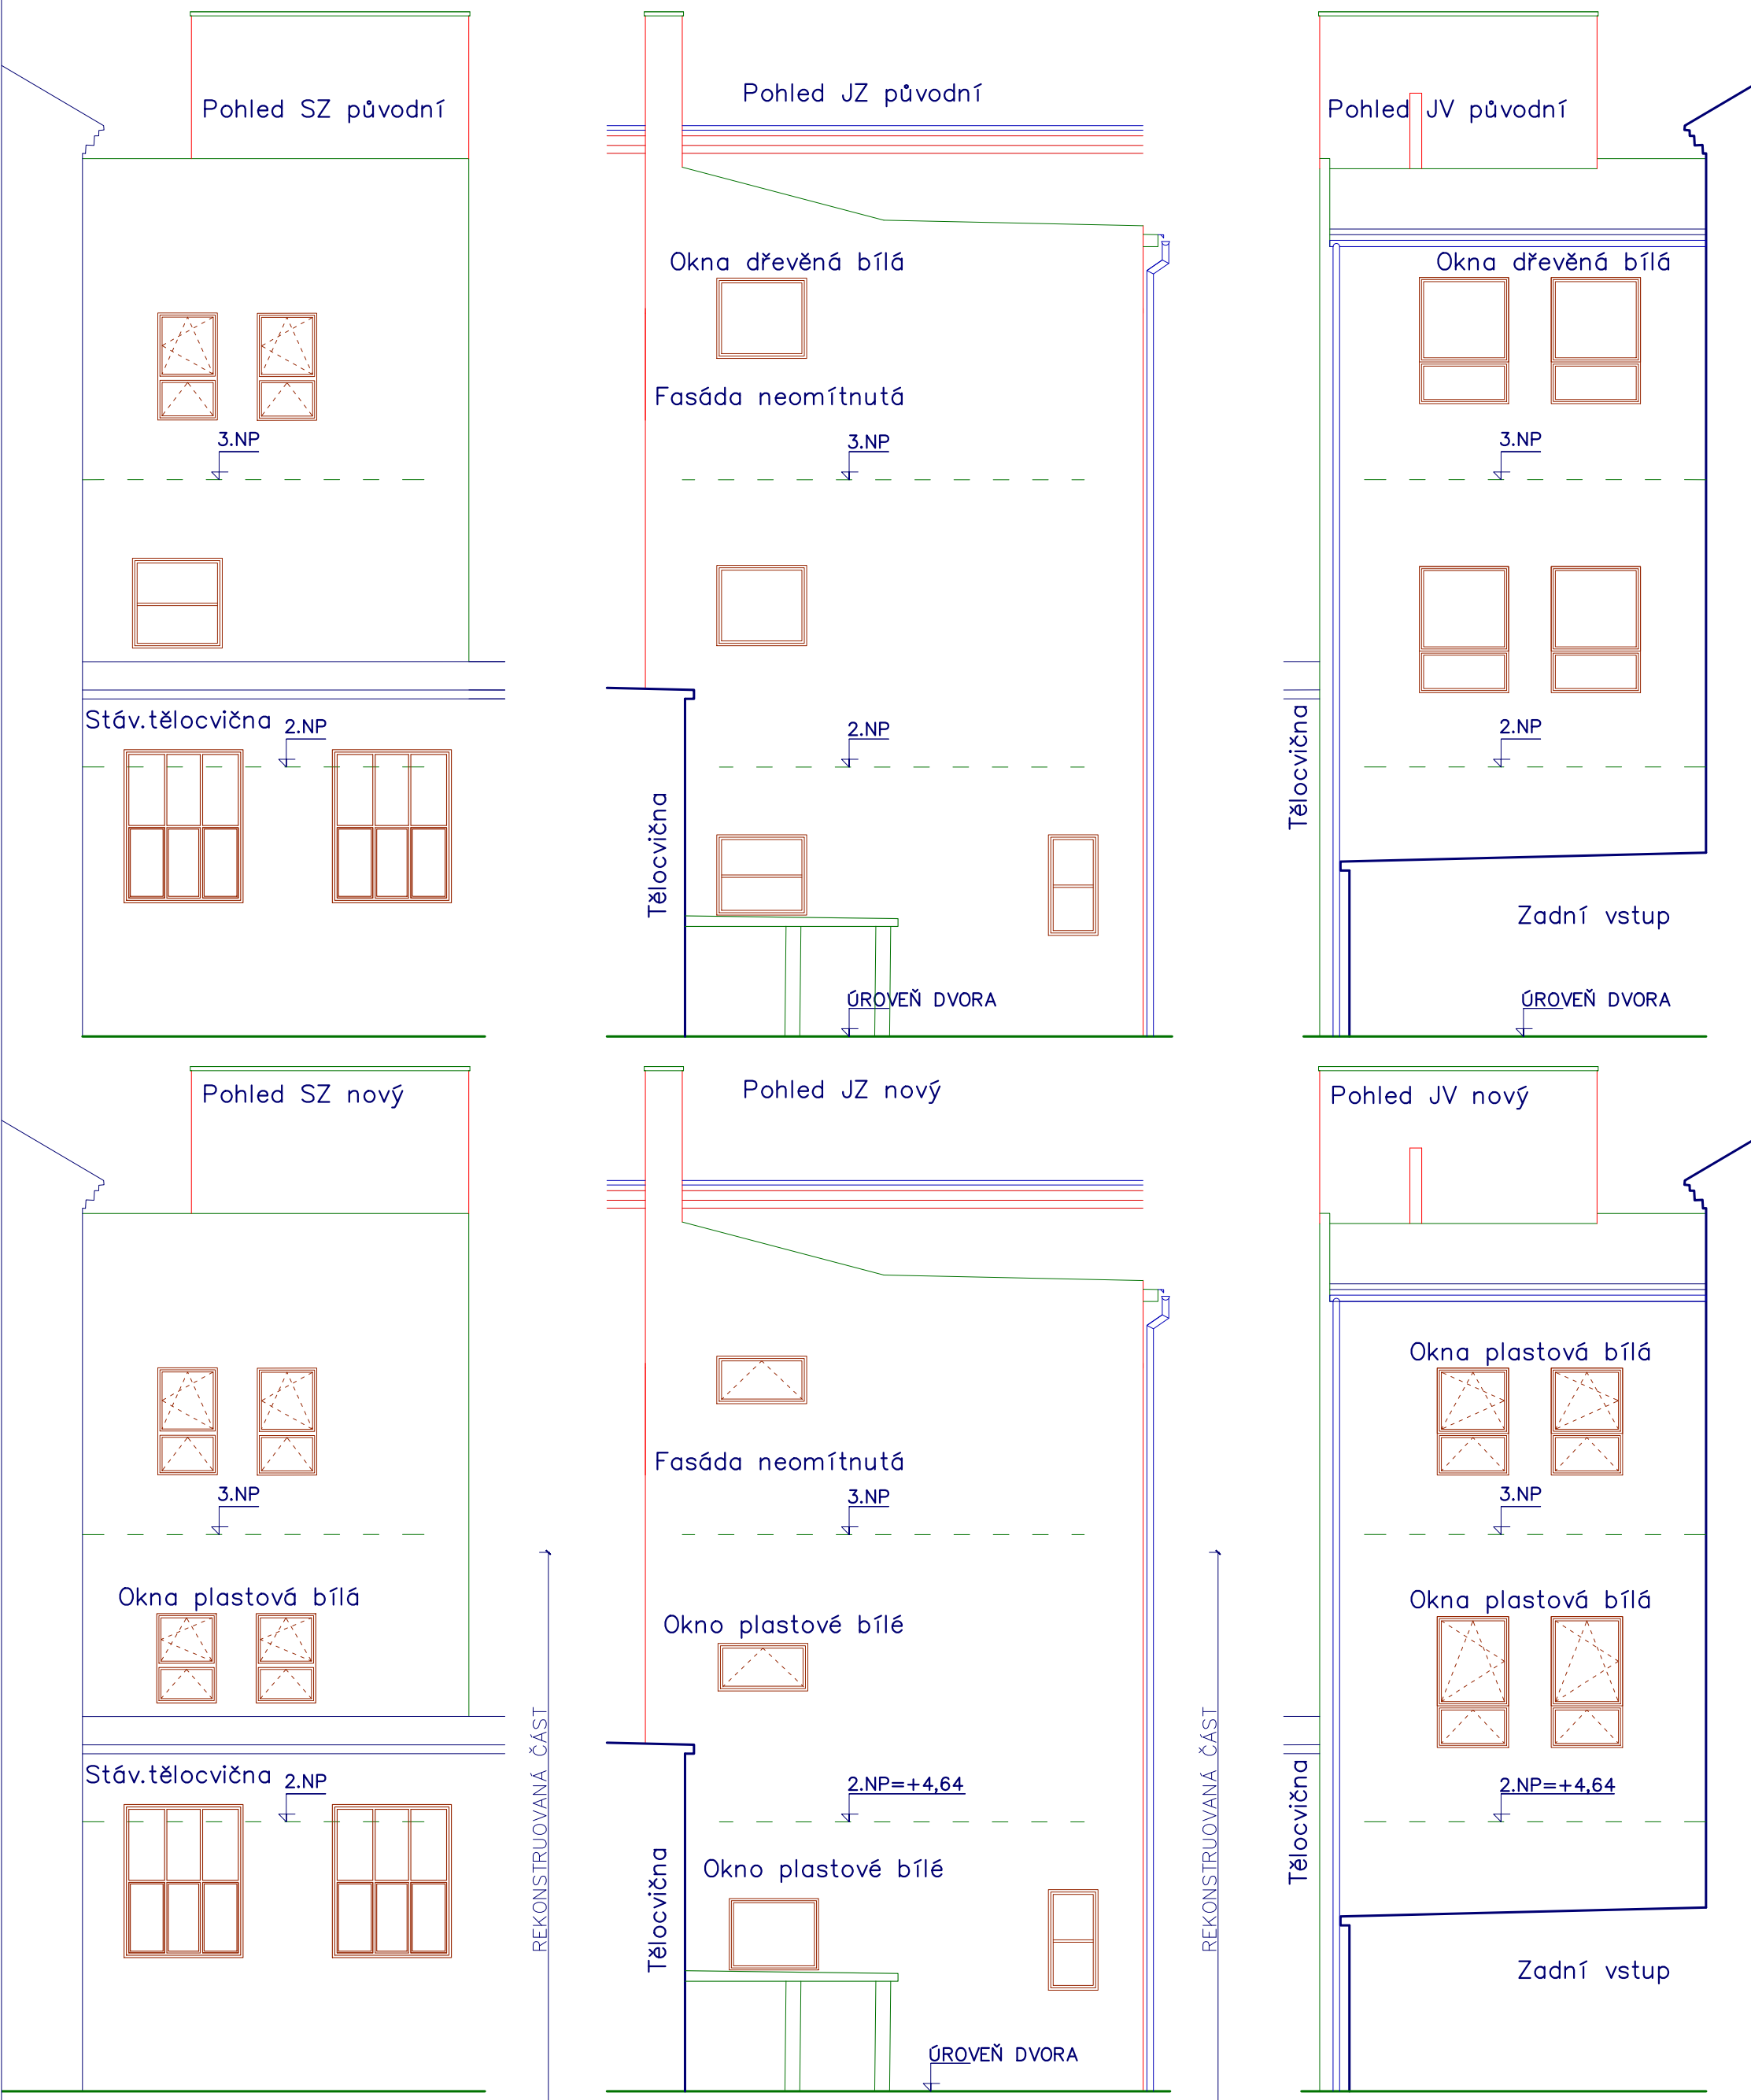 Pohled SZ původní
3.NP
Stáv.tělocvična
2.NP
Pohled JZ původní
Okna dřevěná bílá
Fasáda neomítnutá
3.NP
2.NP
Tělocvična
ÚROVEŇ DVORA
Pohled JV původní
Okna dřevěná bílá
3.NP
2.NP
Tělocvična
Zadní vstup
ÚROVEŇ DVORA
Pohled SZ nový
3.NP
Okna plastová bílá
Stáv.tělocvična
2.NP
REKONSTRUOVANÁ ČÁST
Pohled JZ nový
Fasáda neomítnutá
3.NP
Okno plastové bílé
2.NP=+4,64
Okno plastové bílé
Tělocvična
ÚROVEŇ DVORA
REKONSTRUOVANÁ ČÁST
Pohled JV nový
Okna plastová bílá
3.NP
Okna plastová bílá
2.NP=+4,64
Tělocvična
Zadní vstup